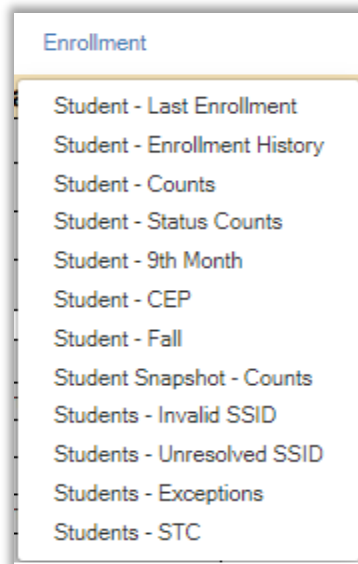 Enrollment
Student - Last Enrollment
Student - Enrollment History
Student - Counts
Student - Status Counts
Student - 9th Month
Student - CEP
Student - Fall
Student Snapshot - Counts
Students - Invalid SSID
Students - Unresolved SSID
Students - Exceptions
Students - STC